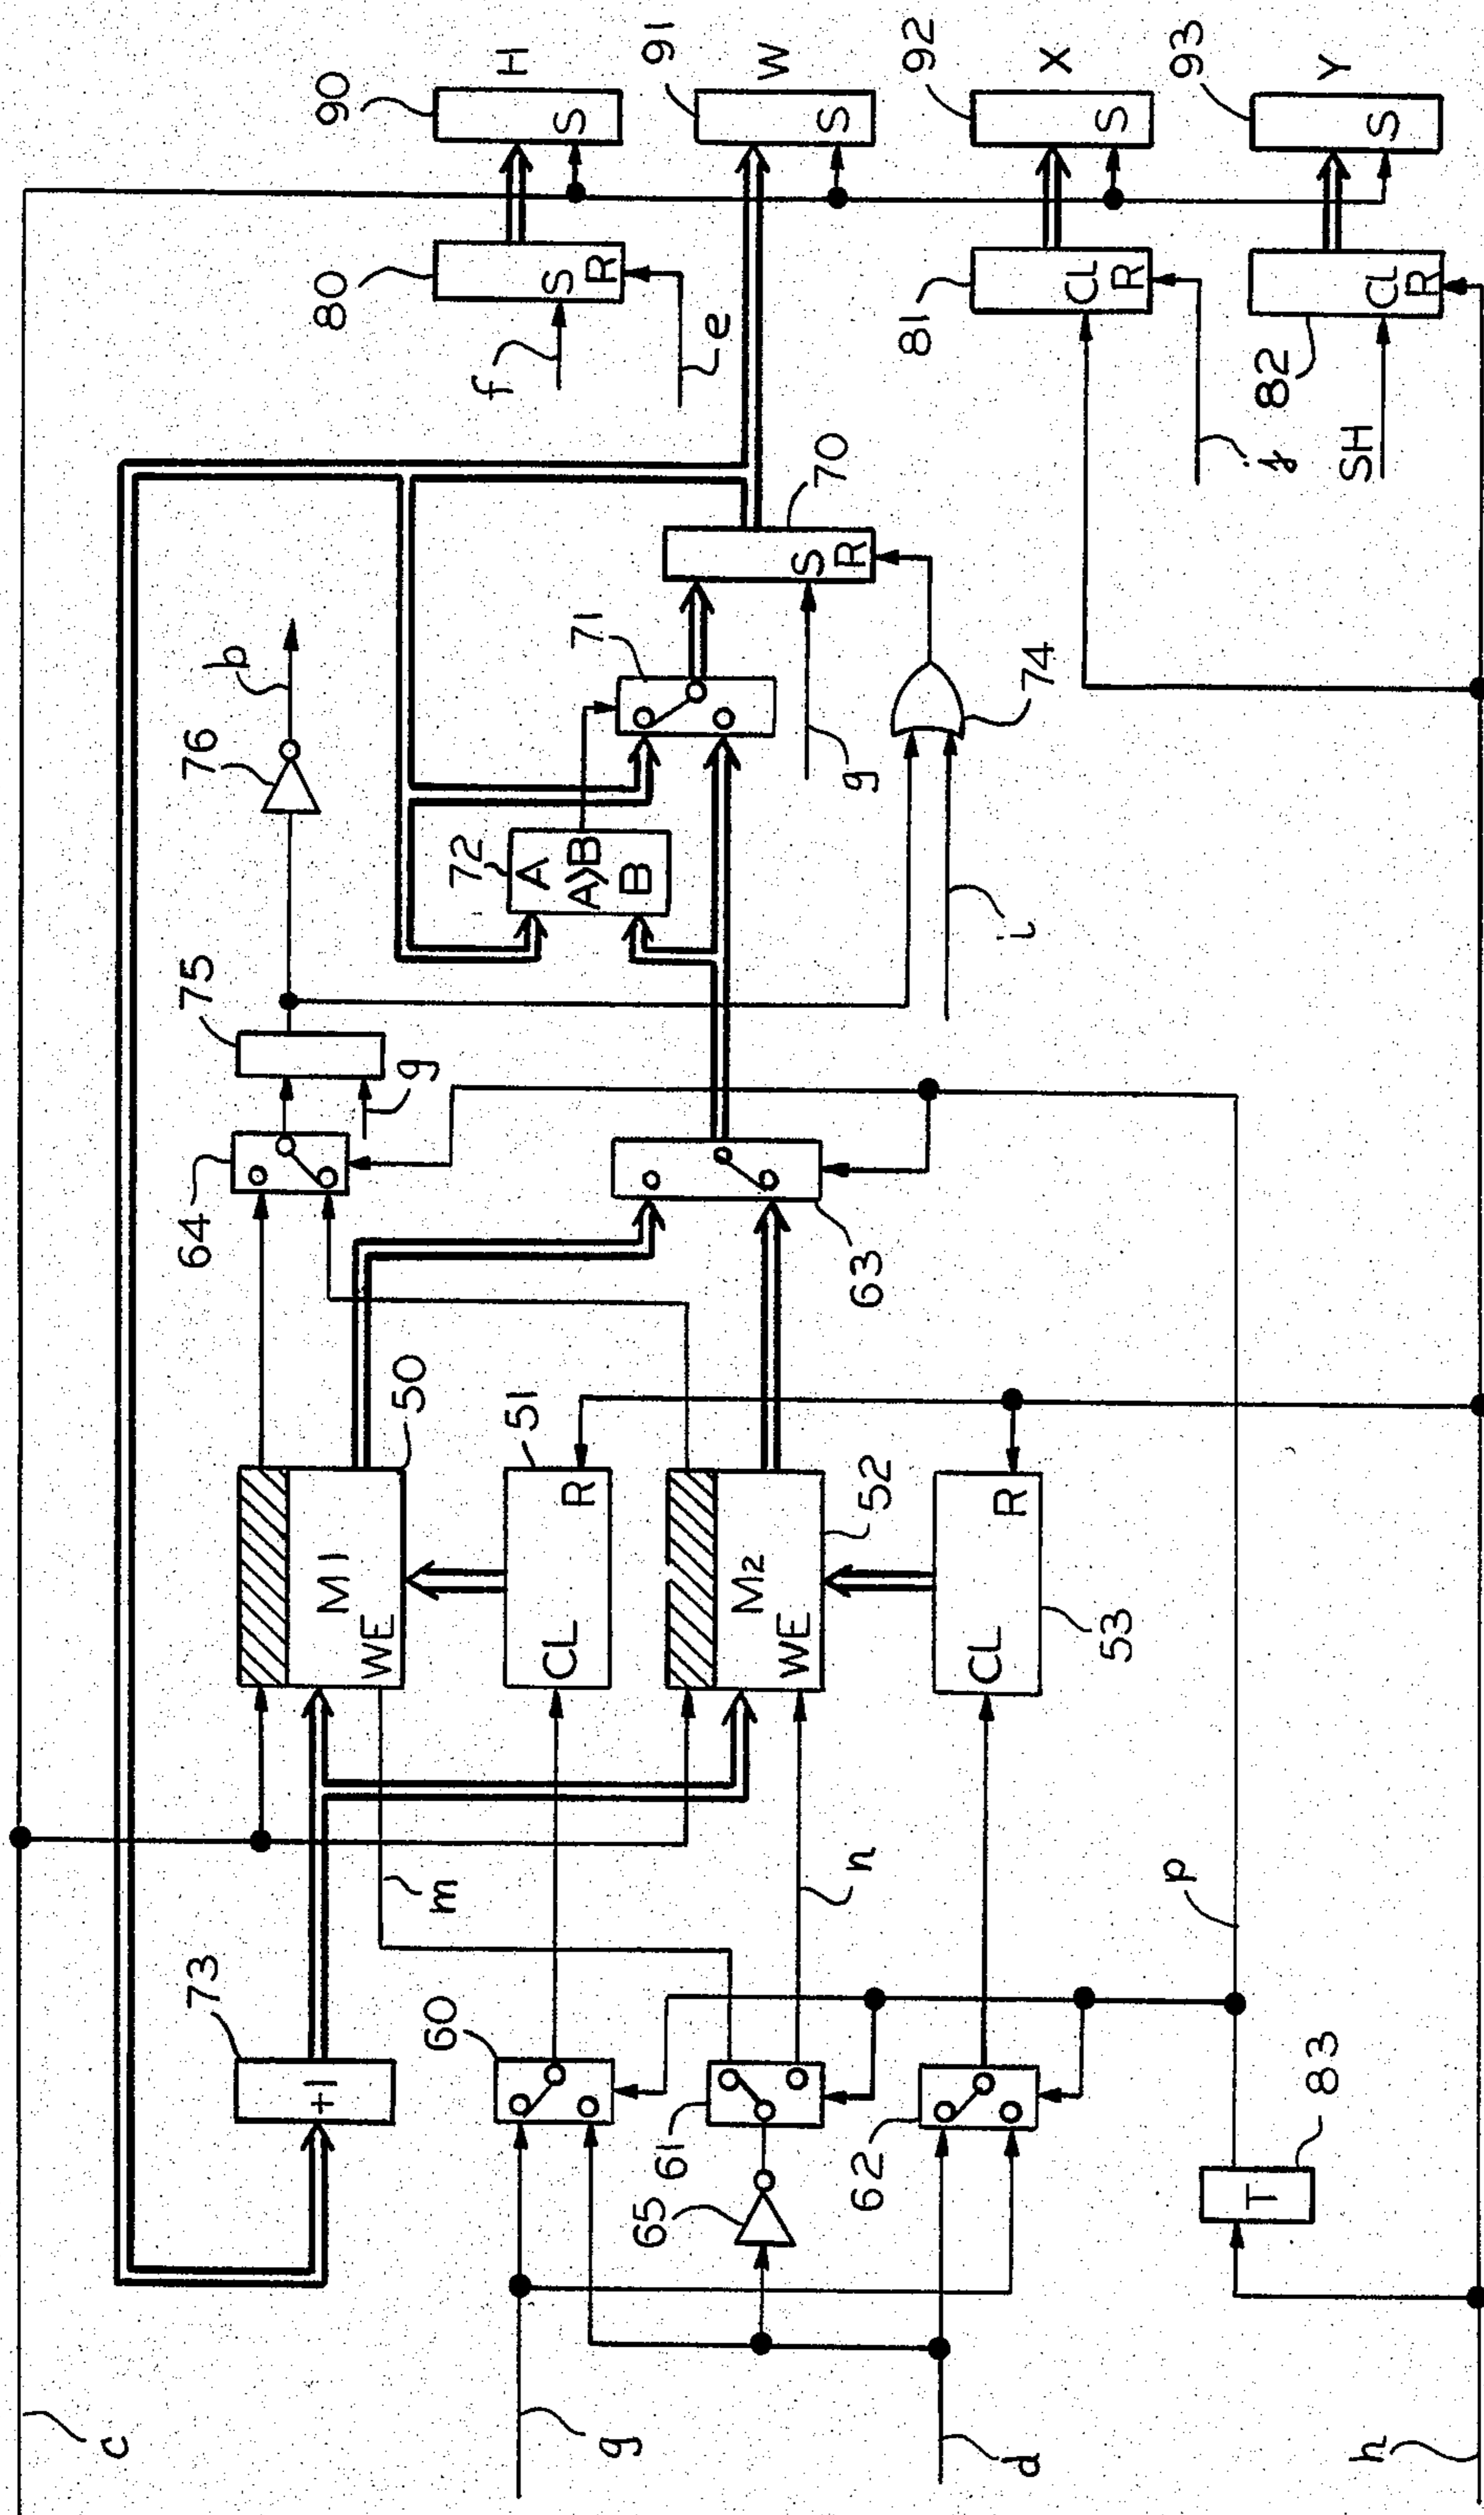 c
73
+1
m
M1
WE
50
64
75
g
76
b
80
f
S
R
e
90
H
S
g
60
CL
R
51
72
A
A>B
B
71
91
W
S
65
61
n
M2
WE
52
63
g
S
R
70
d
62
CL
R
53
i
74
81
CL
R
j
92
X
S
h
T
83
p
SH
82
CL
R
93
Y
S